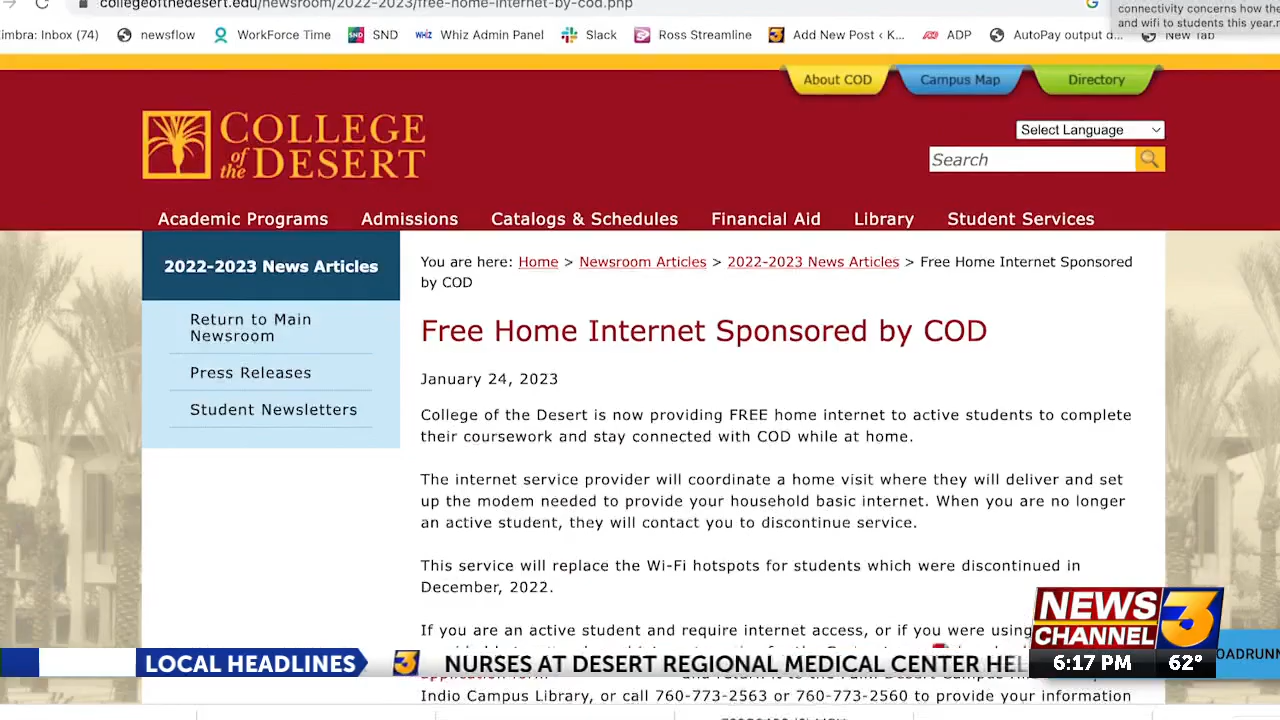 collegeofthedesert.edu/newsroom/2022-2023/free-home-internet-by-cod.php
connectivity concerns how the
and wifi to students this year.
Zimbra: Inbox (74) newsflow WorkForce Time SND Whiz Admin Panel Slack Ross Streamline Add New Post ‹ K... ADP AutoPay output d... New Tab
About COD Campus Map Directory
Select Language
COLLEGE
of the DESERT
Search
Academic Programs Admissions Catalogs & Schedules Financial Aid Library Student Services
2022-2023 News Articles
Return to Main
Newsroom
Press Releases
Student Newsletters
You are here: Home > Newsroom Articles > 2022-2023 News Articles > Free Home Internet Sponsored
by COD
Free Home Internet Sponsored by COD
January 24, 2023
College of the Desert is now providing FREE home internet to active students to complete
their coursework and stay connected with COD while at home.
The internet service provider will coordinate a home visit where they will deliver and set
up the modem needed to provide your household basic internet. When you are no longer
an active student, they will contact you to discontinue service.
This service will replace the Wi-Fi hotspots for students which were discontinued in
December, 2022.
If you are an active student and require internet access, or if you were using
Indio Campus Library, or call 760-773-2563 or 760-773-2560 to provide your information
LOCAL HEADLINES 3 NURSES AT DESERT REGIONAL MEDICAL CENTER HEL
NEWS
CHANNEL 3
6:17 PM 62°
OADRUNN